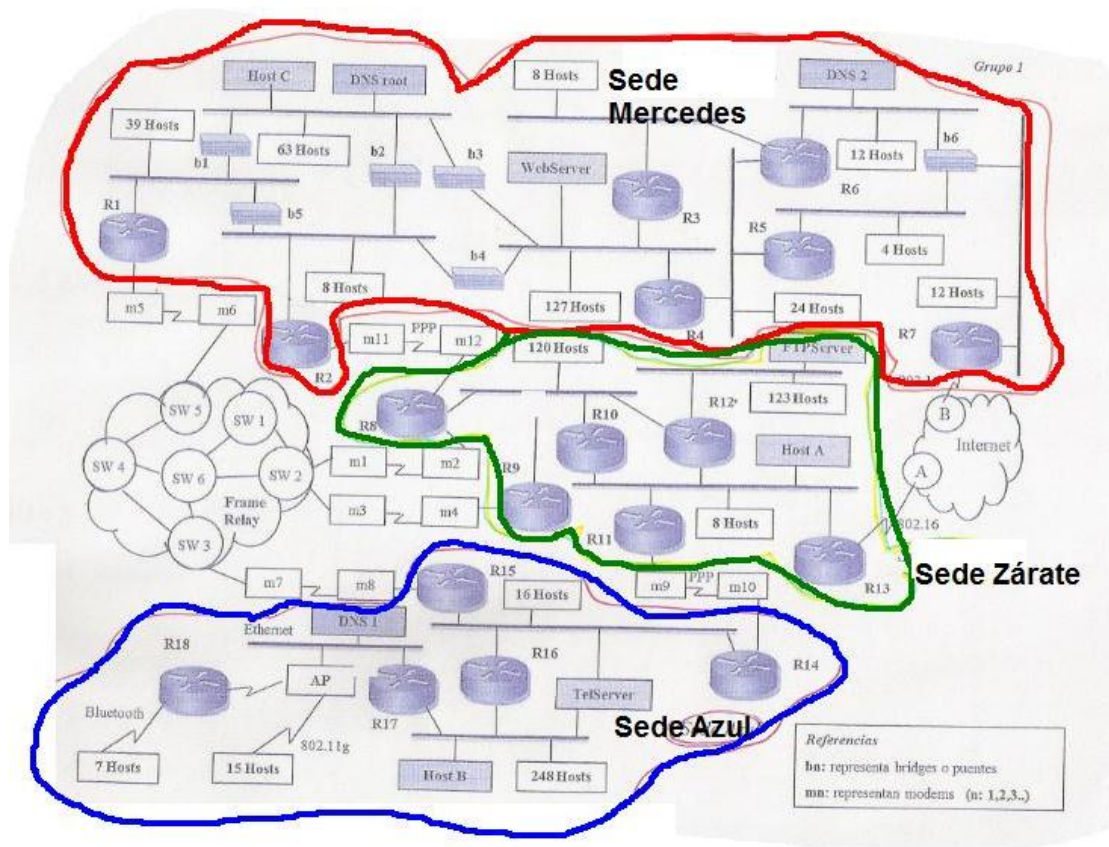 Grupo 1
Sede
Mercedes
Host C
DNS root
8 Hosts
DNS 2
39 Hosts
63 Hosts
b1
b2
b3
WebServer
12 Hosts
b6
R6
R1
b5
R3
R5
4 Hosts
b4
8 Hosts
127 Hosts
24 Hosts
12 Hosts
m5
m6
R4
R7
R2
m11
PPP
m12
120 Hosts
FTPServer
B
Internet
SW 5
SW 1
R8
R10
R12
123 Hosts
SW 4
SW 6
SW 2
m1
m2
R9
Host A
A
Frame
Relay
m3
m4
R11
8 Hosts
802.16
SW 3
R13
Sede Zárate
m7
m8
R15
m9
PPP
m10
16 Hosts
Ethernet
DNS 1
R18
R16
R14
AP
TelServer
Bluetooth
R17
Sede Azul
802.11g
7 Hosts
15 Hosts
Host B
248 Hosts
Referencias
bn: representa bridges o puentes
mn: representan modems (n: 1,2,3..)